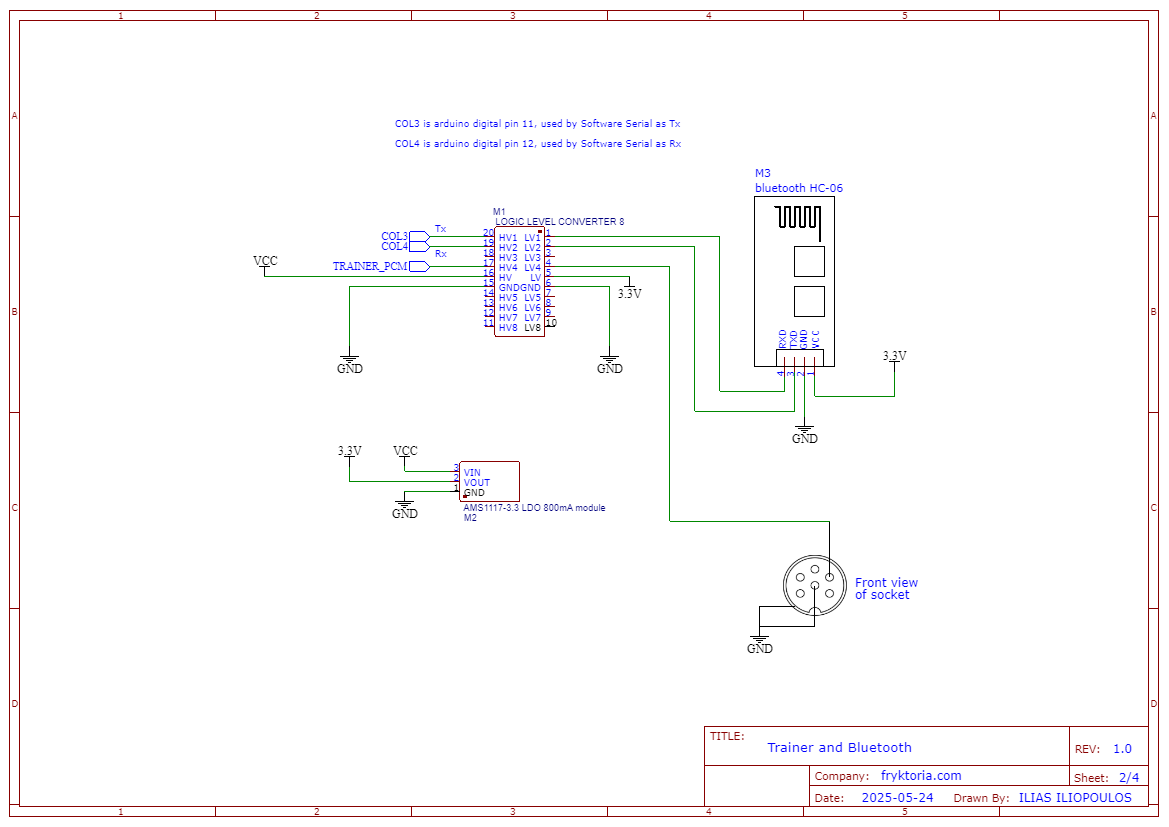 1 2 3 4 5
A A
COL3 is arduino digital pin 11, used by Software Serial as Tx
COL4 is arduino digital pin 12, used by Software Serial as Rx
M3
bluetooth HC-06
RXD TXD GND VCC
4 3 2 1
3.3V
GND
M1
LOGIC LEVEL CONVERTER 8
COL3 Tx 20 HV1 LV1 1
COL4 19 HV2 LV2 2
Rx 18 HV3 LV3 3
TRAINER_PCM 17 HV4 LV4 4
VCC 16 HV LV 5
15 GND GND 6
14 HV5 LV5 7
13 HV6 LV6 8
12 HV7 LV7 9
11 HV8 LV8 10
3.3V
GND GND
B B
3.3V VCC
3 VIN
2 VOUT
1 GND
GND
AMS1117-3.3 LDO 800mA module
M2
C C
Front view
of socket
GND
D D
TITLE:
Trainer and Bluetooth
REV: 1.0
Company: fryktoria.com
Sheet: 2/4
Date: 2025-05-24 Drawn By: ILIAS ILIOPOULOS
1 2 3 4 5